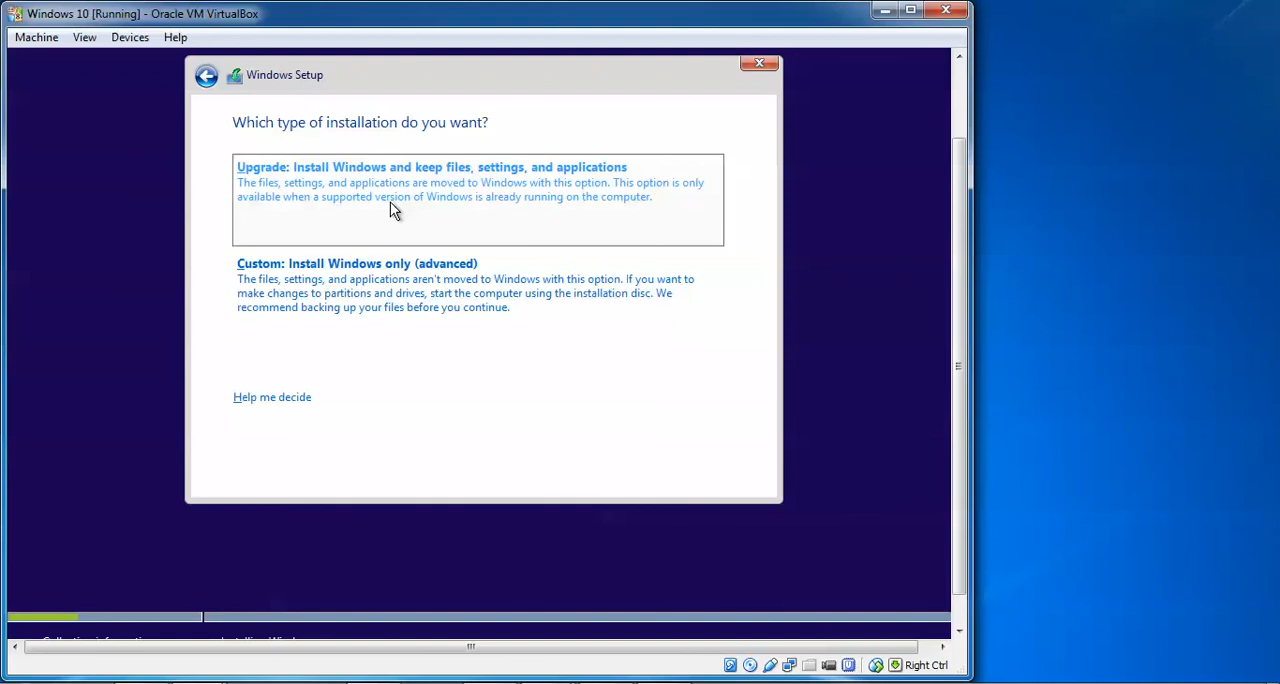 Windows 10 [Running] - Oracle VM VirtualBox
Machine View Devices Help
Windows Setup
Which type of installation do you want?
Upgrade: Install Windows and keep files, settings, and applications
The files, settings, and applications are moved to Windows with this option. This option is only
available when a supported version of Windows is already running on the computer.
Custom: Install Windows only (advanced)
The files, settings, and applications aren't moved to Windows with this option. If you want to
make changes to partitions and drives, start the computer using the installation disc. We
recommend backing up your files before you continue.
Help me decide
Right Ctrl